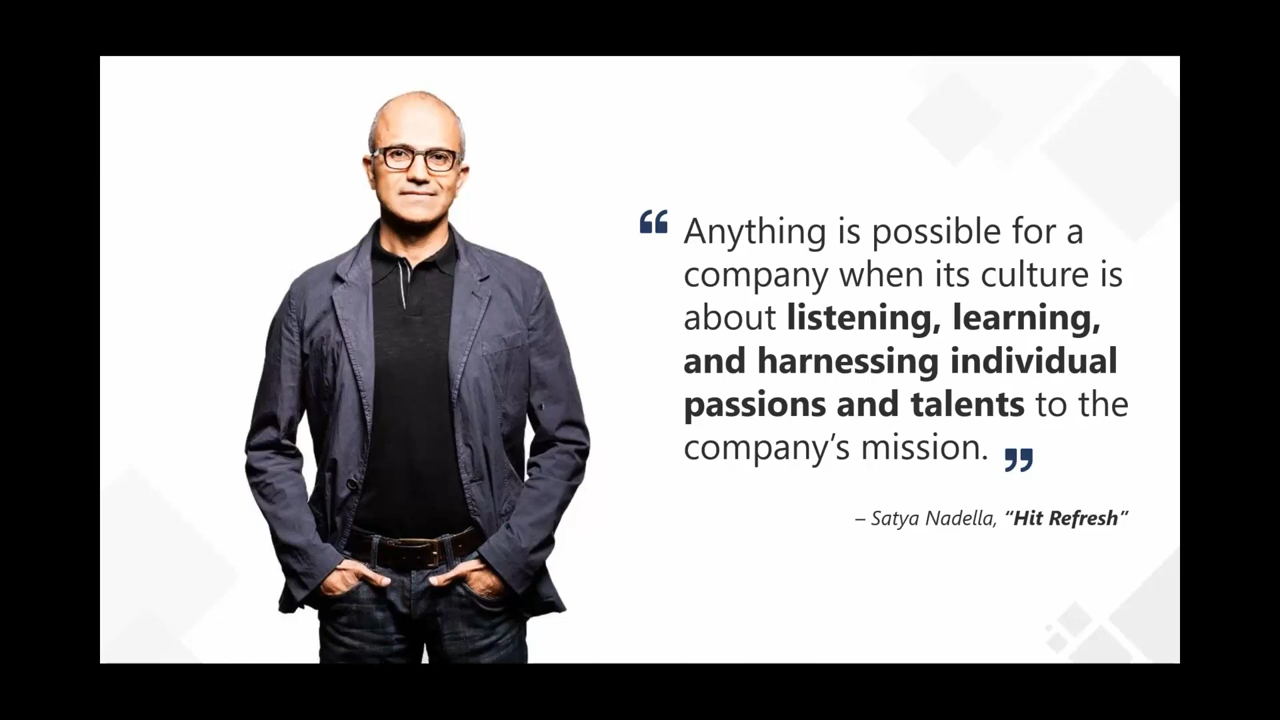 “ Anything is possible for a
company when its culture is
about listening, learning,
and harnessing individual
passions and talents to the
company’s mission. ”
– Satya Nadella, “Hit Refresh”